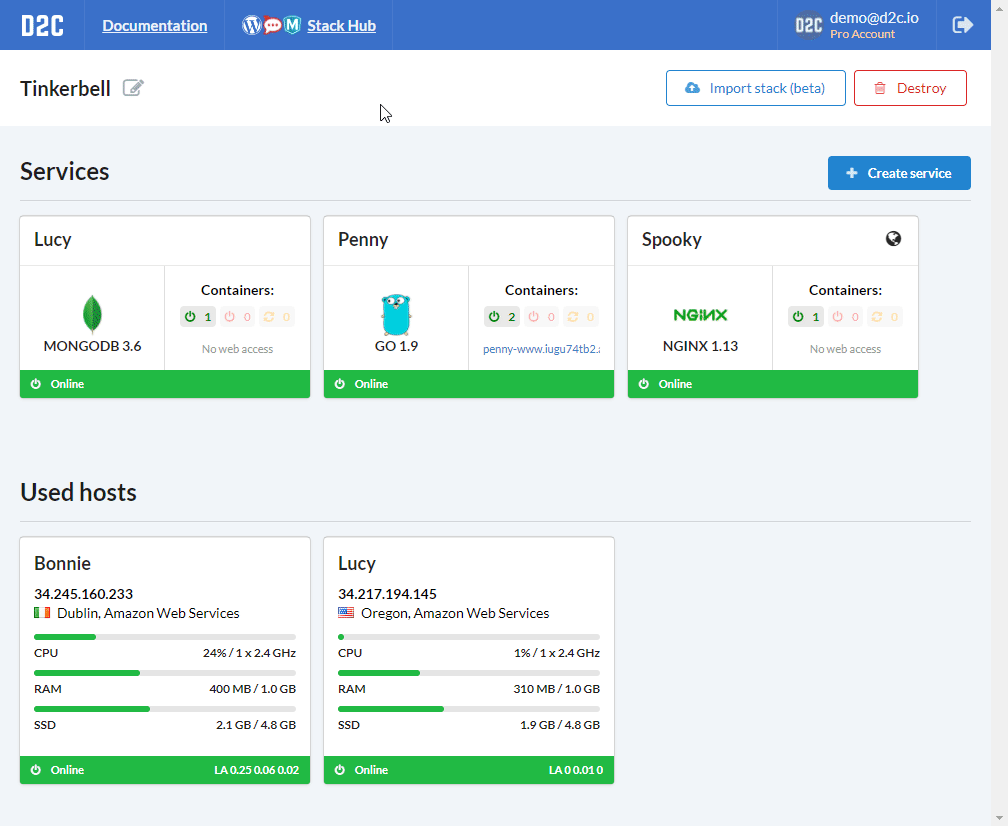 D2C Documentation Stack Hub D2C demo@d2c.io
Pro Account
Tinkerbell Import stack (beta) Destroy
Services Create service
Lucy
Containers:
1 0 0
MONGODB 3.6
No web access
Online
Penny
Containers:
2 0 0
GO 1.9
penny-www.iugu74tb2.
Online
Spooky
NGINX
Containers:
1 0 0
NGINX 1.13
No web access
Online
Used hosts
Bonnie
34.245.160.233
Dublin, Amazon Web Services
CPU 24% / 1 x 2.4 GHz
RAM 400 MB / 1.0 GB
SSD 2.1 GB / 4.8 GB
Online LA 0.25 0.06 0.02
Lucy
34.217.194.145
Oregon, Amazon Web Services
CPU 1% / 1 x 2.4 GHz
RAM 310 MB / 1.0 GB
SSD 1.9 GB / 4.8 GB
Online LA 0 0.01 0